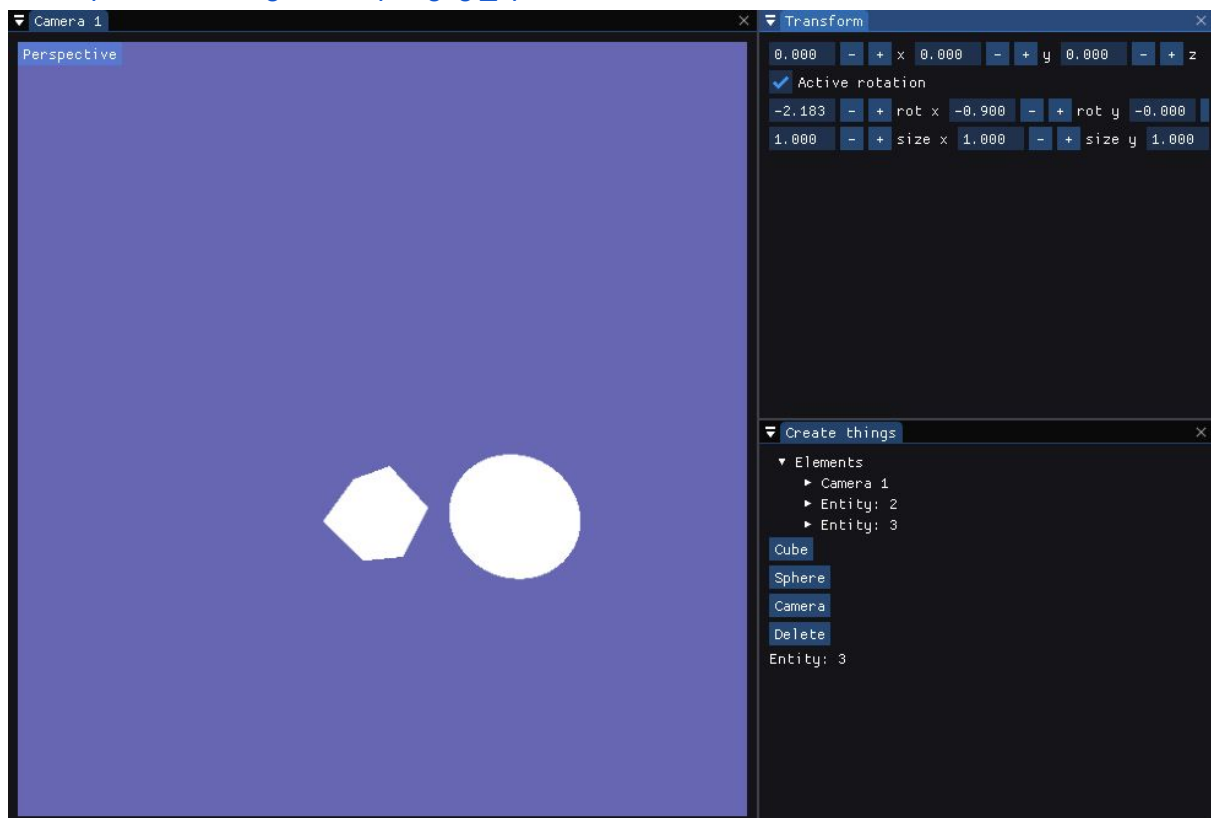 Camera 1
Perspective
Transform
0.000 - + x 0.000 - + y 0.000 - + z
Active rotation
-2.183 - + rot x -0.900 - + rot y -0.000
1.000 - + size x 1.000 - + size y 1.000
Create things
Elements
Camera 1
Entity: 2
Entity: 3
Cube
Sphere
Camera
Delete
Entity: 3